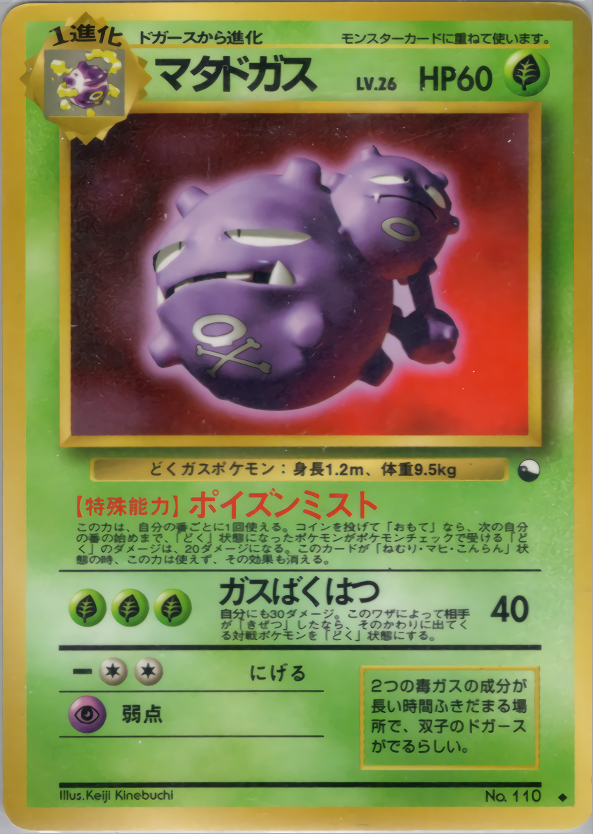 1進化
ドガースから進化
モンスターカードに重ねて使います。
マタドガス LV.26 HP60
どくガスポケモン：身長1.2m、体重9.5kg
【特殊能力】ポイズンミスト
この力は、自分の番ごとに1回使える。コインを投げて「おもて」なら、次の自分
の番の始めまで、「どく」状態になったポケモンがポケモンチェックで受ける「ど
く」のダメージは、20ダメージになる。このカードが「ねむり・マヒ・こんらん」状
態の時、この力は使えず、その効果も消える。
ガスばくはつ 40
自分にも30ダメージ。このワザによって相手
が「きぜつ」したなら、そのかわりに出てく
る対戦ポケモンを「どく」状態にする。
にげる
弱点
2つの毒ガスの成分が
長い時間ふきだまる場
所で、双子のドガース
がでるらしい。
Illus.Keiji Kinebuchi
No. 110